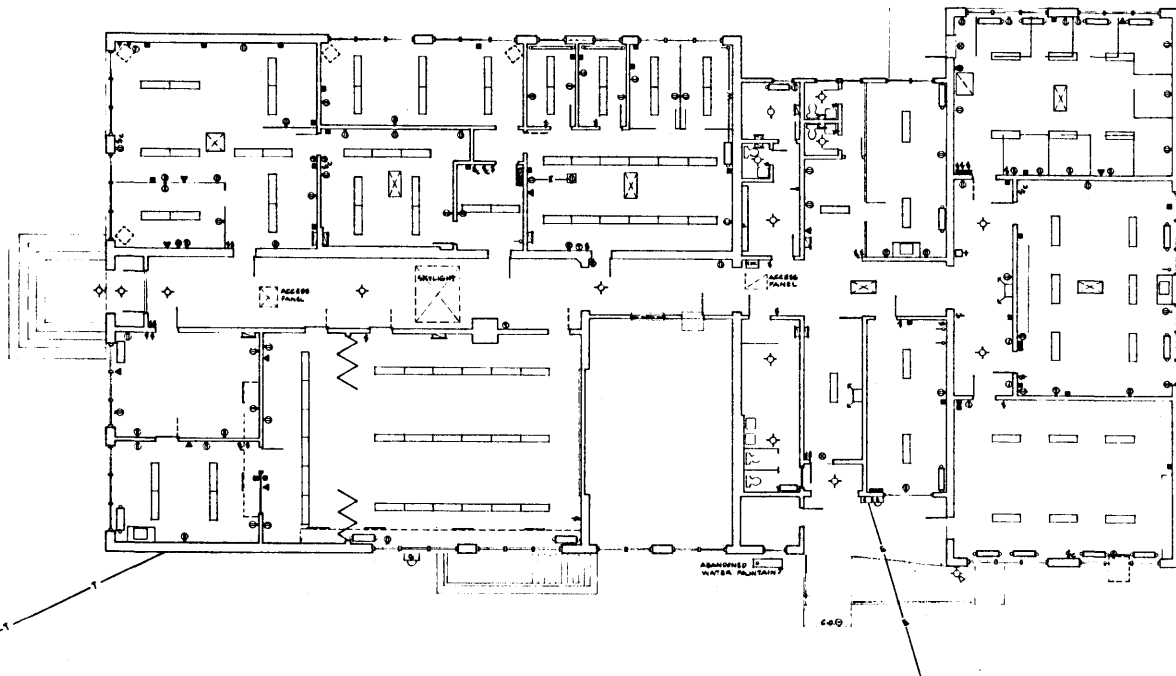 SKYLIGHT
ACCESS
PANEL
ACCESS
PANEL
ABANDONED
WATER FOUNTAIN
C.O.
T